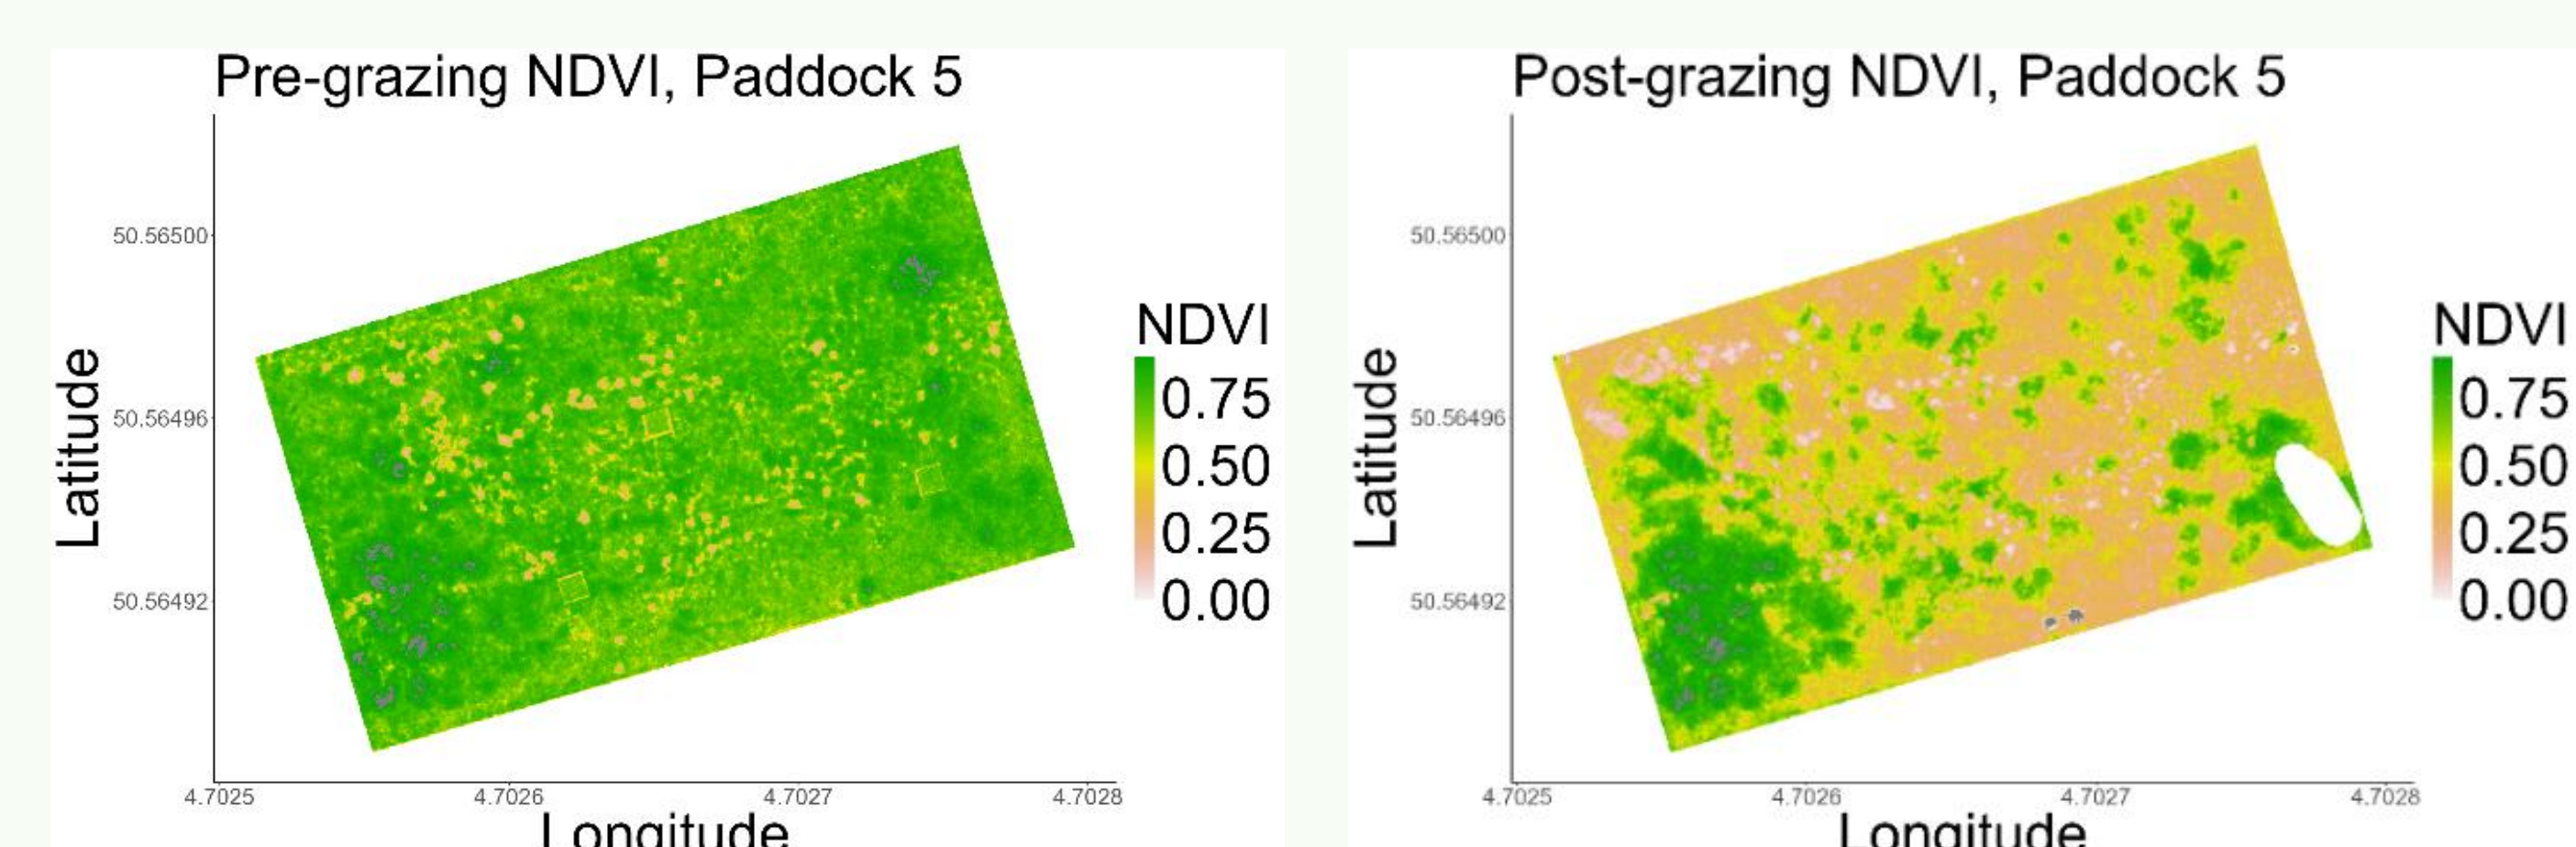 Pre-grazing NDVI, Paddock 5
Latitude
50.56500
50.56496
50.56492
4.7025 4.7026 4.7027 4.7028
Longitude
NDVI
0.75
0.50
0.25
0.00
Post-grazing NDVI, Paddock 5
Latitude
50.56500
50.56496
50.56492
4.7025 4.7026 4.7027 4.7028
Longitude
NDVI
0.75
0.50
0.25
0.00